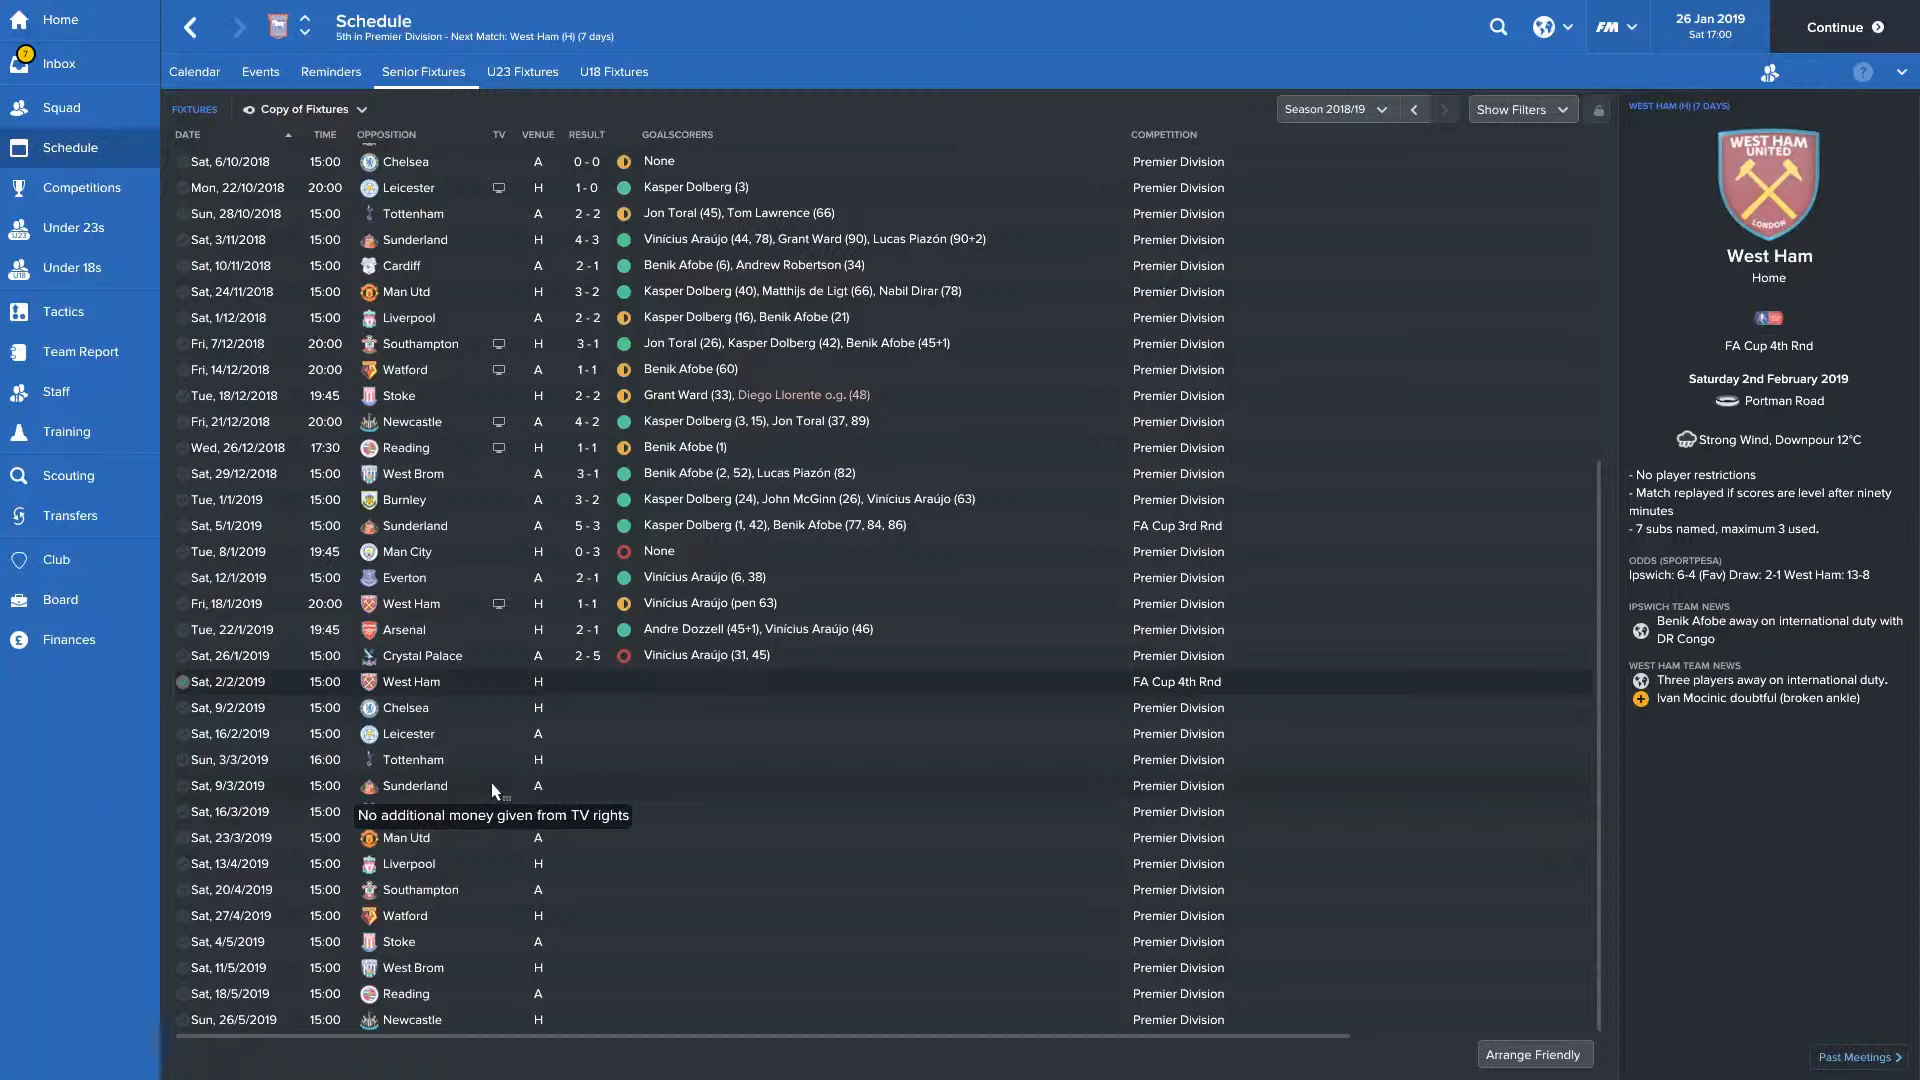 Home
7
Inbox
Squad
Schedule
Competitions
U23
Under 23s
U18
Under 18s
Tactics
Team Report
Staff
Training
Scouting
Transfers
Club
Board
Finances
Schedule
5th in Premier Division - Next Match: West Ham (H) (7 days)
FM
26 Jan 2019
Sat 17:00
Continue
Calendar Events Reminders Senior Fixtures U23 Fixtures U18 Fixtures
?
FIXTURES Copy of Fixtures Season 2018/19 Show Filters
DATE TIME OPPOSITION TV VENUE RESULT GOALSCORERS COMPETITION
Sat, 6/10/2018 15:00 Chelsea A 0 - 0 None Premier Division
Mon, 22/10/2018 20:00 Leicester H 1 - 0 Kasper Dolberg (3) Premier Division
Sun, 28/10/2018 15:00 Tottenham A 2 - 2 Jon Toral (45), Tom Lawrence (66) Premier Division
Sat, 3/11/2018 15:00 Sunderland H 4 - 3 Vinícius Araújo (44, 78), Grant Ward (90), Lucas Piazón (90+2) Premier Division
Sat, 10/11/2018 15:00 Cardiff A 2 - 1 Benik Afobe (6), Andrew Robertson (34) Premier Division
Sat, 24/11/2018 15:00 Man Utd H 3 - 2 Kasper Dolberg (40), Matthijs de Ligt (66), Nabil Dirar (78) Premier Division
Sat, 1/12/2018 15:00 Liverpool A 2 - 2 Kasper Dolberg (16), Benik Afobe (21) Premier Division
Fri, 7/12/2018 20:00 Southampton H 3 - 1 Jon Toral (26), Kasper Dolberg (42), Benik Afobe (45+1) Premier Division
Fri, 14/12/2018 20:00 Watford A 1 - 1 Benik Afobe (60) Premier Division
Tue, 18/12/2018 19:45 Stoke H 2 - 2 Grant Ward (33), Diego Llorente o.g. (48) Premier Division
Fri, 21/12/2018 20:00 Newcastle A 4 - 2 Kasper Dolberg (3, 15), Jon Toral (37, 89) Premier Division
Wed, 26/12/2018 17:30 Reading H 1 - 1 Benik Afobe (1) Premier Division
Sat, 29/12/2018 15:00 West Brom A 3 - 1 Benik Afobe (2, 52), Lucas Piazón (82) Premier Division
Tue, 1/1/2019 15:00 Burnley A 3 - 2 Kasper Dolberg (24), John McGinn (26), Vinícius Araújo (63) Premier Division
Sat, 5/1/2019 15:00 Sunderland A 5 - 3 Kasper Dolberg (1, 42), Benik Afobe (77, 84, 86) FA Cup 3rd Rnd
Tue, 8/1/2019 19:45 Man City H 0 - 3 None Premier Division
Sat, 12/1/2019 15:00 Everton A 2 - 1 Vinícius Araújo (6, 38) Premier Division
Fri, 18/1/2019 20:00 West Ham H 1 - 1 Vinícius Araújo (pen 63) Premier Division
Tue, 22/1/2019 19:45 Arsenal H 2 - 1 Andre Dozzell (45+1), Vinícius Araújo (46) Premier Division
Sat, 26/1/2019 15:00 Crystal Palace A 2 - 5 Vinícius Araújo (31, 45) Premier Division
Sat, 2/2/2019 15:00 West Ham H FA Cup 4th Rnd
Sat, 9/2/2019 15:00 Chelsea H Premier Division
Sat, 16/2/2019 15:00 Leicester A Premier Division
Sun, 3/3/2019 16:00 Tottenham H Premier Division
Sat, 9/3/2019 15:00 Sunderland A Premier Division
Sat, 16/3/2019 15:00 Premier Division
No additional money given from TV rights
Sat, 23/3/2019 15:00 Man Utd A Premier Division
Sat, 13/4/2019 15:00 Liverpool H Premier Division
Sat, 20/4/2019 15:00 Southampton A Premier Division
Sat, 27/4/2019 15:00 Watford H Premier Division
Sat, 4/5/2019 15:00 Stoke A Premier Division
Sat, 11/5/2019 15:00 West Brom H Premier Division
Sat, 18/5/2019 15:00 Reading A Premier Division
Sun, 26/5/2019 15:00 Newcastle H Premier Division
Arrange Friendly
WEST HAM (H) (7 DAYS)
WEST HAM
UNITED
LONDON
West Ham
Home
FA Cup 4th Rnd
Saturday 2nd February 2019
Portman Road
Strong Wind, Downpour 12°C
- No player restrictions
- Match replayed if scores are level after ninety
minutes
- 7 subs named, maximum 3 used.
ODDS (SPORTPESA)
Ipswich: 6-4 (Fav) Draw: 2-1 West Ham: 13-8
IPSWICH TEAM NEWS
Benik Afobe away on international duty with
DR Congo
WEST HAM TEAM NEWS
Three players away on international duty.
Ivan Mocinic doubtful (broken ankle)
Past Meetings